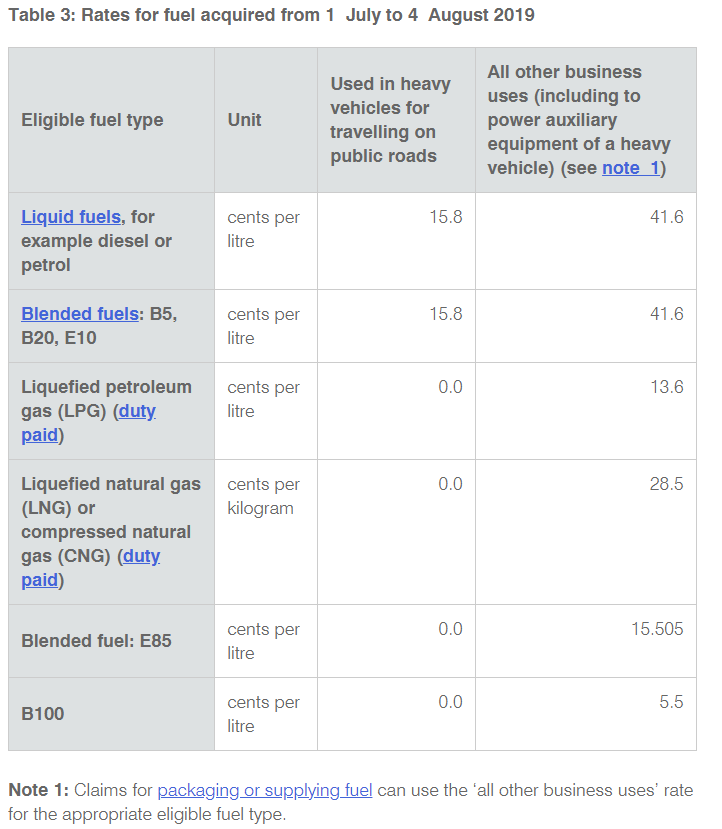 Table 3: Rates for fuel acquired from 1 July to 4 August 2019
Eligible fuel type
Unit
Used in heavy
vehicles for
travelling on
public roads
All other business
uses (including to
power auxiliary
equipment of a heavy
vehicle) (see note 1)
Liquid fuels, for
example diesel or
petrol
cents per
litre
15.8
41.6
Blended fuels: B5,
B20, E10
cents per
litre
15.8
41.6
Liquefied petroleum
gas (LPG) (duty
paid)
cents per
litre
0.0
13.6
Liquefied natural gas
(LNG) or
compressed natural
gas (CNG) (duty
paid)
cents per
kilogram
0.0
28.5
Blended fuel: E85
cents per
litre
0.0
15.505
B100
cents per
litre
0.0
5.5
Note 1: Claims for packaging or supplying fuel can use the ‘all other business uses’ rate
for the appropriate eligible fuel type.